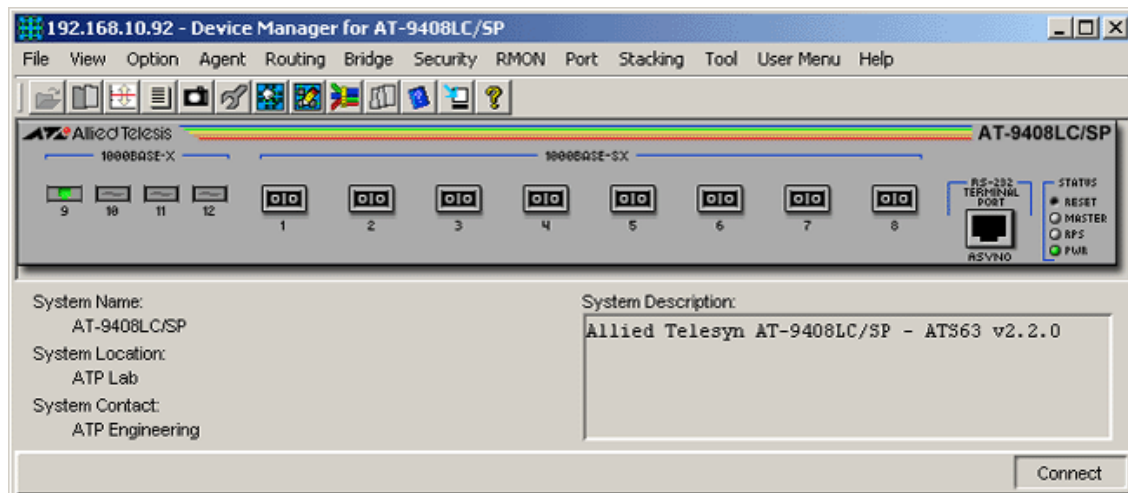 192.168.10.92 - Device Manager for AT-9408LC/SP
File View Option Agent Routing Bridge Security RMON Port Stacking Tool User Menu Help
Allied Telesis
AT-9408LC/SP
1000BASE-X
1000BASE-SX
9 10 11 12
1 2 3 4 5 6 7 8
RS-232
TERMINAL
PORT
ASYNO
STATUS
RESET
MASTER
RPS
PWR
System Name:
AT-9408LC/SP
System Location:
ATP Lab
System Contact:
ATP Engineering
System Description:
Allied Telesyn AT-9408LC/SP - ATS63 v2.2.0
Connect